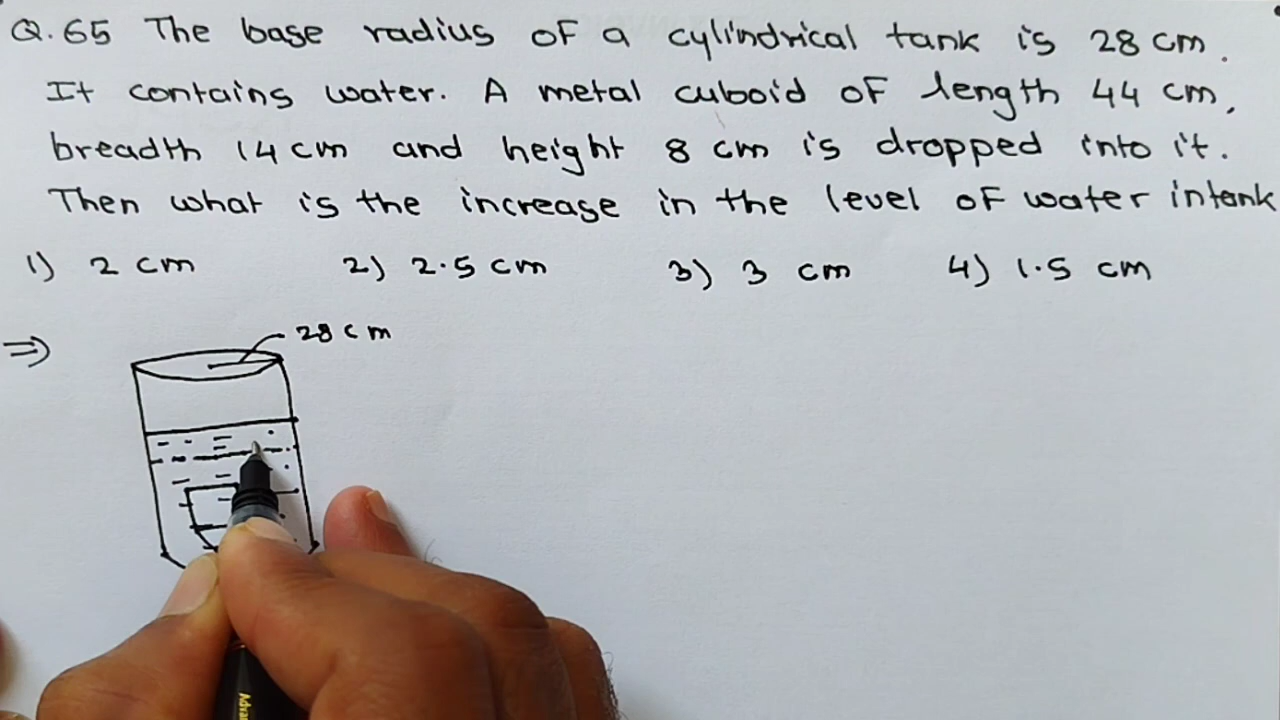 Q.65 The base radius of a cylindrical tank is 28 cm.
It contains water. A metal cuboid of length 44 cm,
breadth 14 cm and height 8 cm is dropped into it.
Then what is the increase in the level of water in tank
1) 2 cm 2) 2.5 cm 3) 3 cm 4) 1.5 cm
⇒ 28 cm